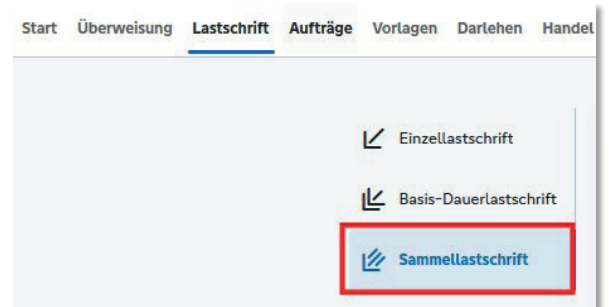 Start Überweisung Lastschrift Aufträge Vorlagen Darlehen Handel
Einzellastschrift
Basis-Dauerlastschrift
Sammellastschrift